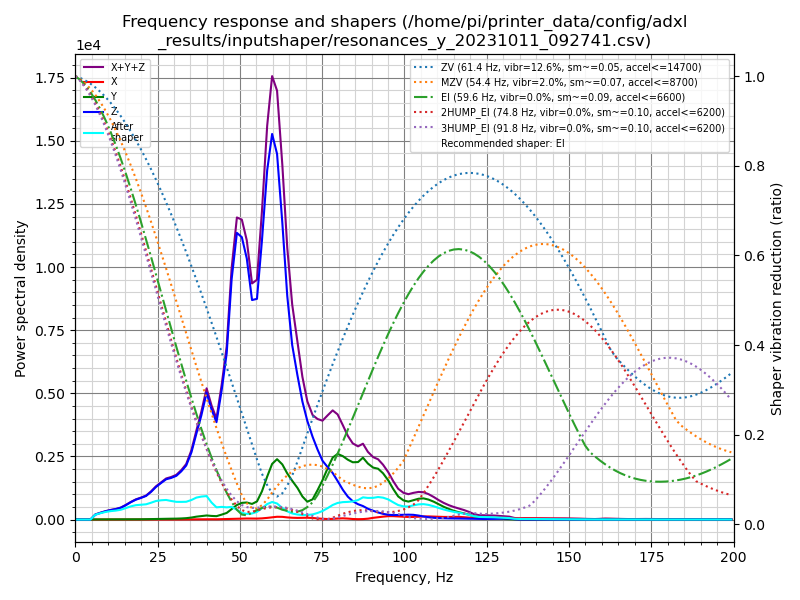 Frequency response and shapers (/home/pi/printer_data/config/adxl
_results/inputshaper/resonances_y_20231011_092741.csv)
1e4
X+Y+Z
X
Y
Z
After
shaper
ZV (61.4 Hz, vibr=12.6%, sm~=0.05, accel<=14700)
MZV (54.4 Hz, vibr=2.0%, sm~=0.07, accel<=8700)
EI (59.6 Hz, vibr=0.0%, sm~=0.09, accel<=6600)
2HUMP_EI (74.8 Hz, vibr=0.0%, sm~=0.10, accel<=6200)
3HUMP_EI (91.8 Hz, vibr=0.0%, sm~=0.10, accel<=6200)
Recommended shaper: EI
Power spectral density
1.75
1.50
1.25
1.00
0.75
0.50
0.25
0.00
1.0
0.8
0.6
0.4
0.2
0.0
Shaper vibration reduction (ratio)
0 25 50 75 100 125 150 175 200
Frequency, Hz